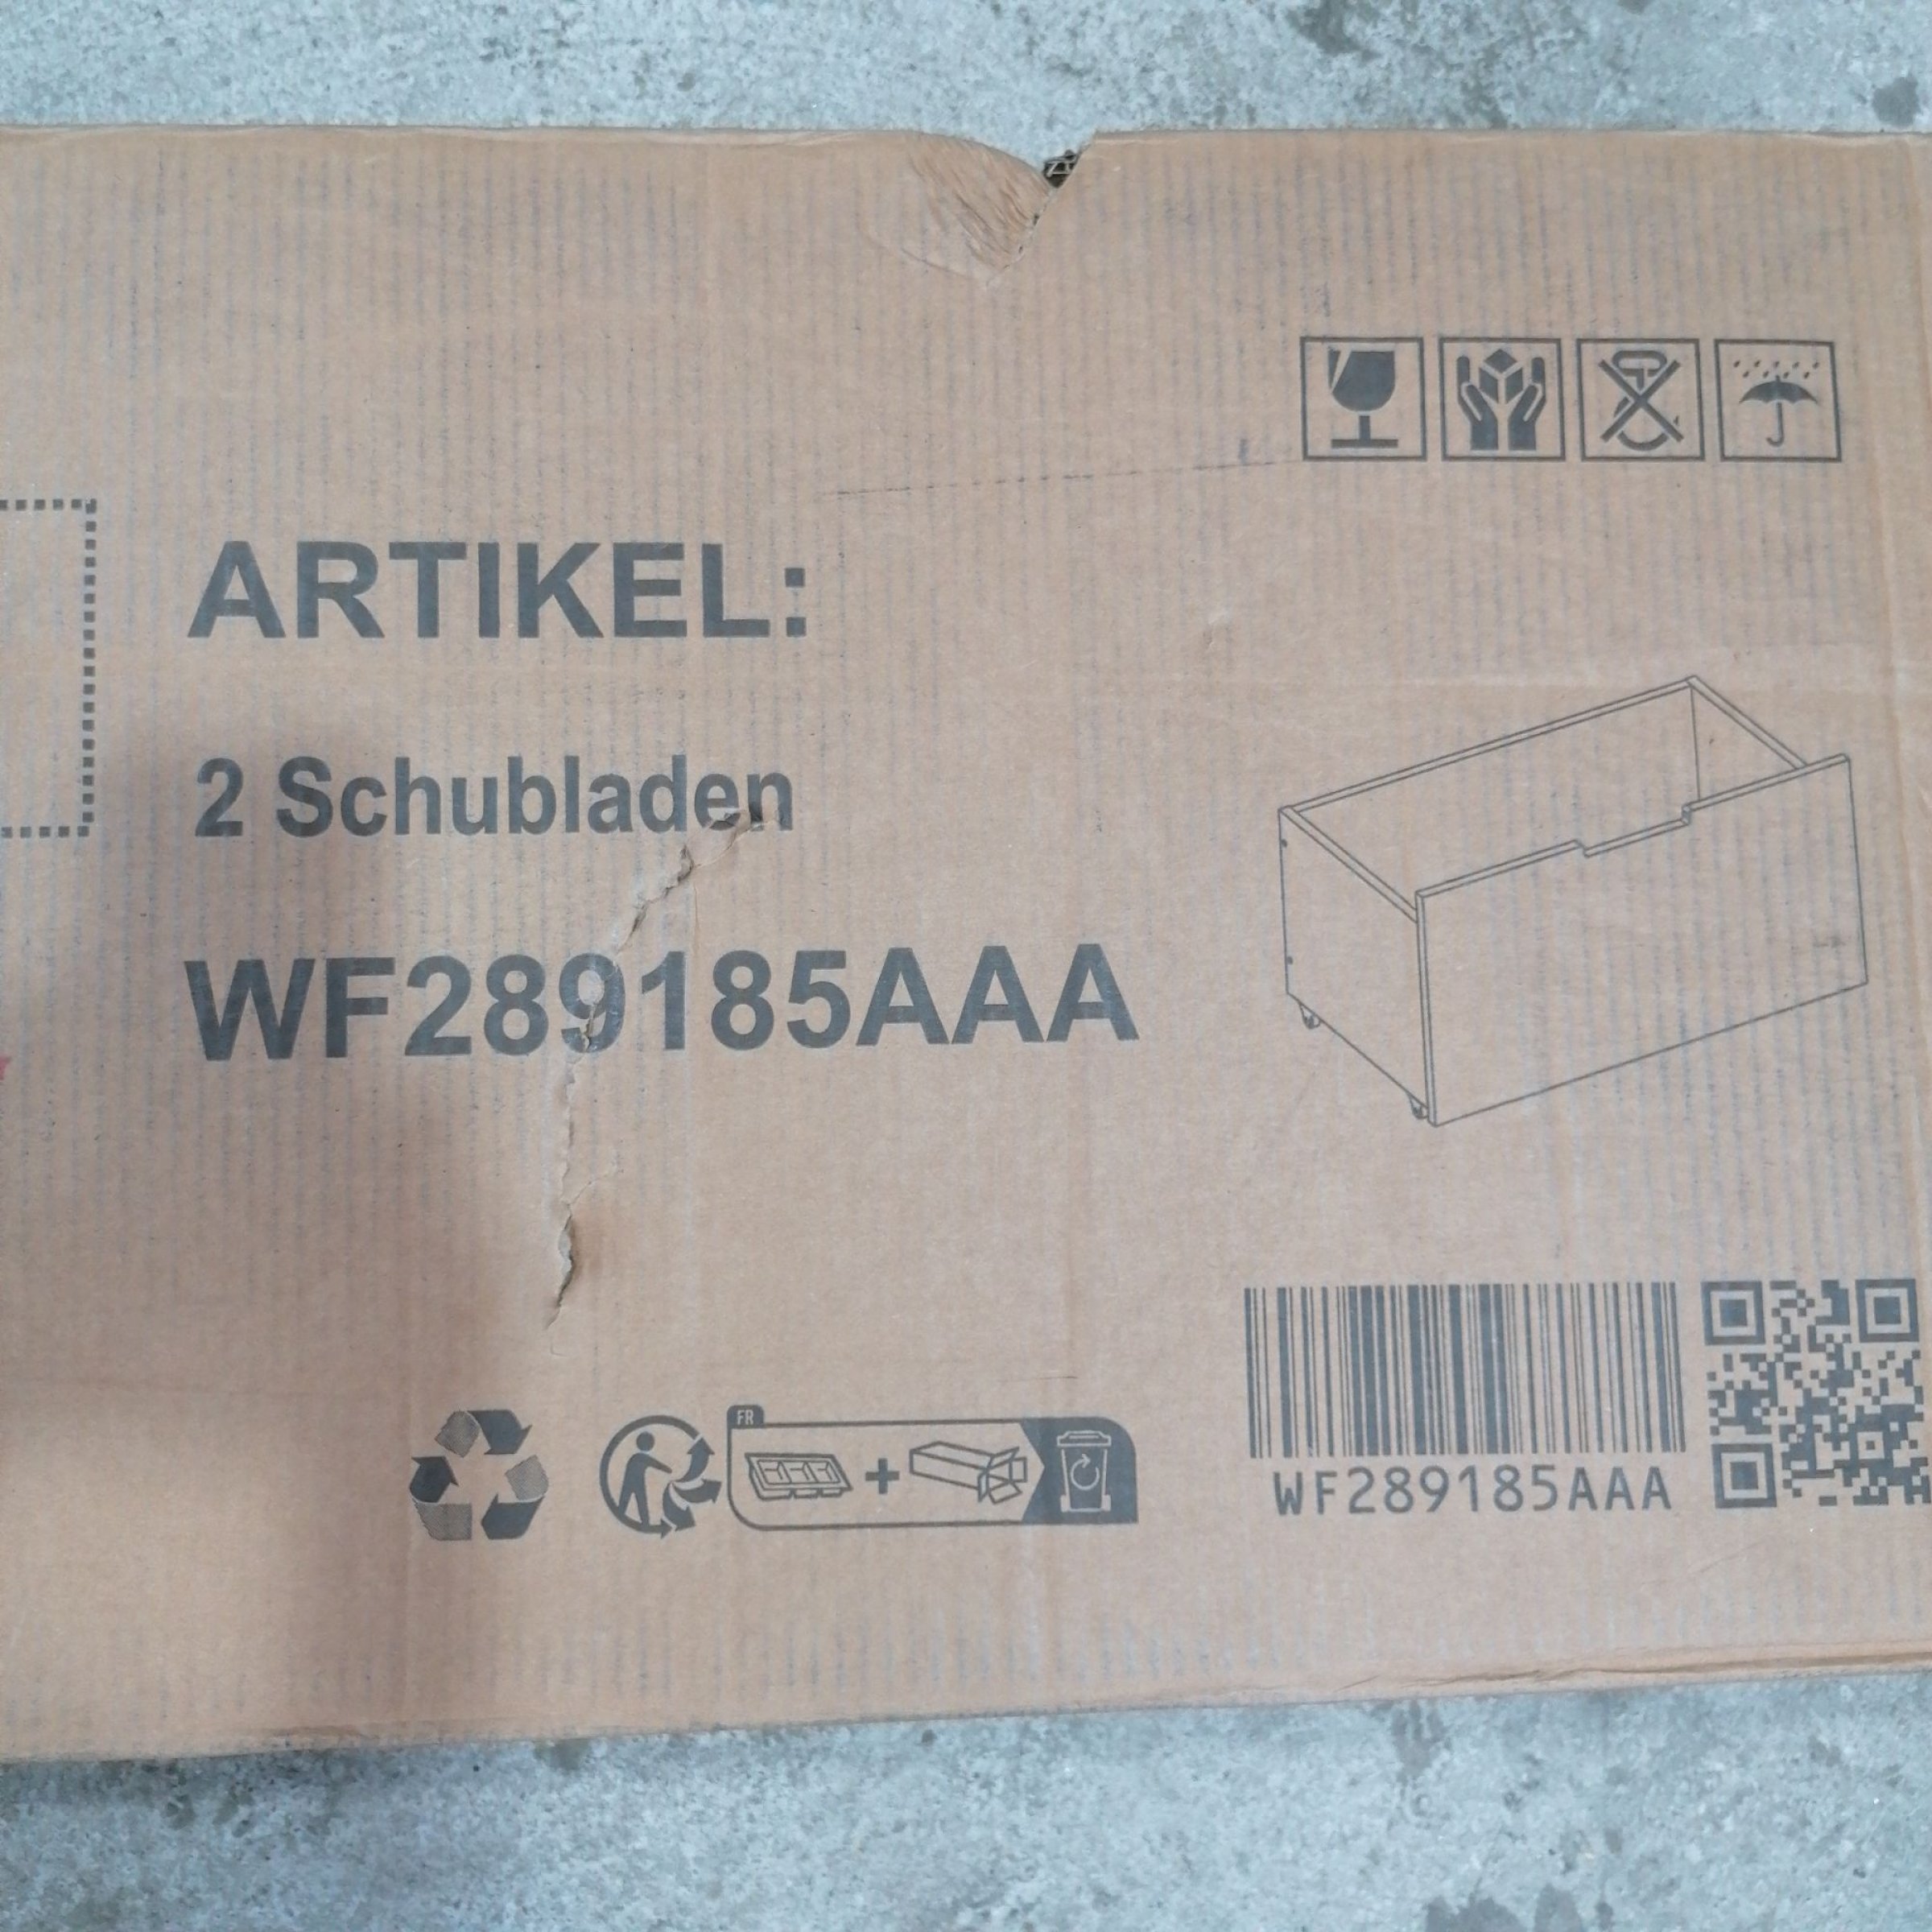 ARTIKEL:
2 Schubladen
WF289185AAA
FR
WF289185AAA